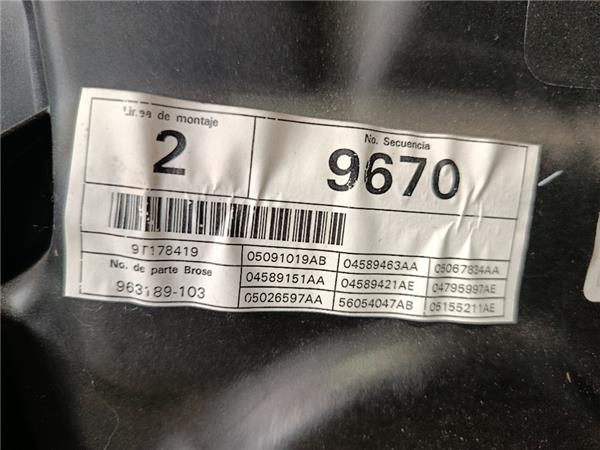 Línea de montaje
2
No. Secuencia
9670
9T178419
No. de parte Brose
963189-103
05091019AB 04589463AA 05067834AA
04589151AA 04589421AE 04795997AE
05026597AA 56054047AB 05155211AE